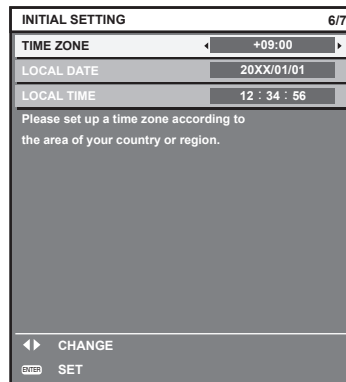 INITIAL SETTING 6/7
TIME ZONE +09:00
LOCAL DATE 20XX/01/01
LOCAL TIME 12 : 34 : 56
Please set up a time zone according to
the area of your country or region.
CHANGE
ENTER SET